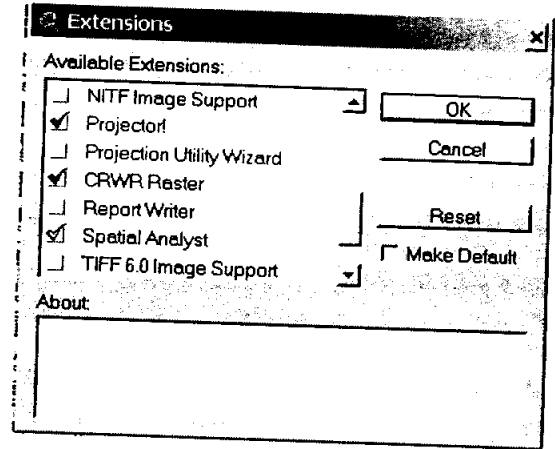 Extensions
Available Extensions:
NITF Image Support
Projector!
Projection Utility Wizard
CRWR Raster
Report Writer
Spatial Analyst
TIFF 6.0 Image Support
OK
Cancel
Reset
Make Default
About: